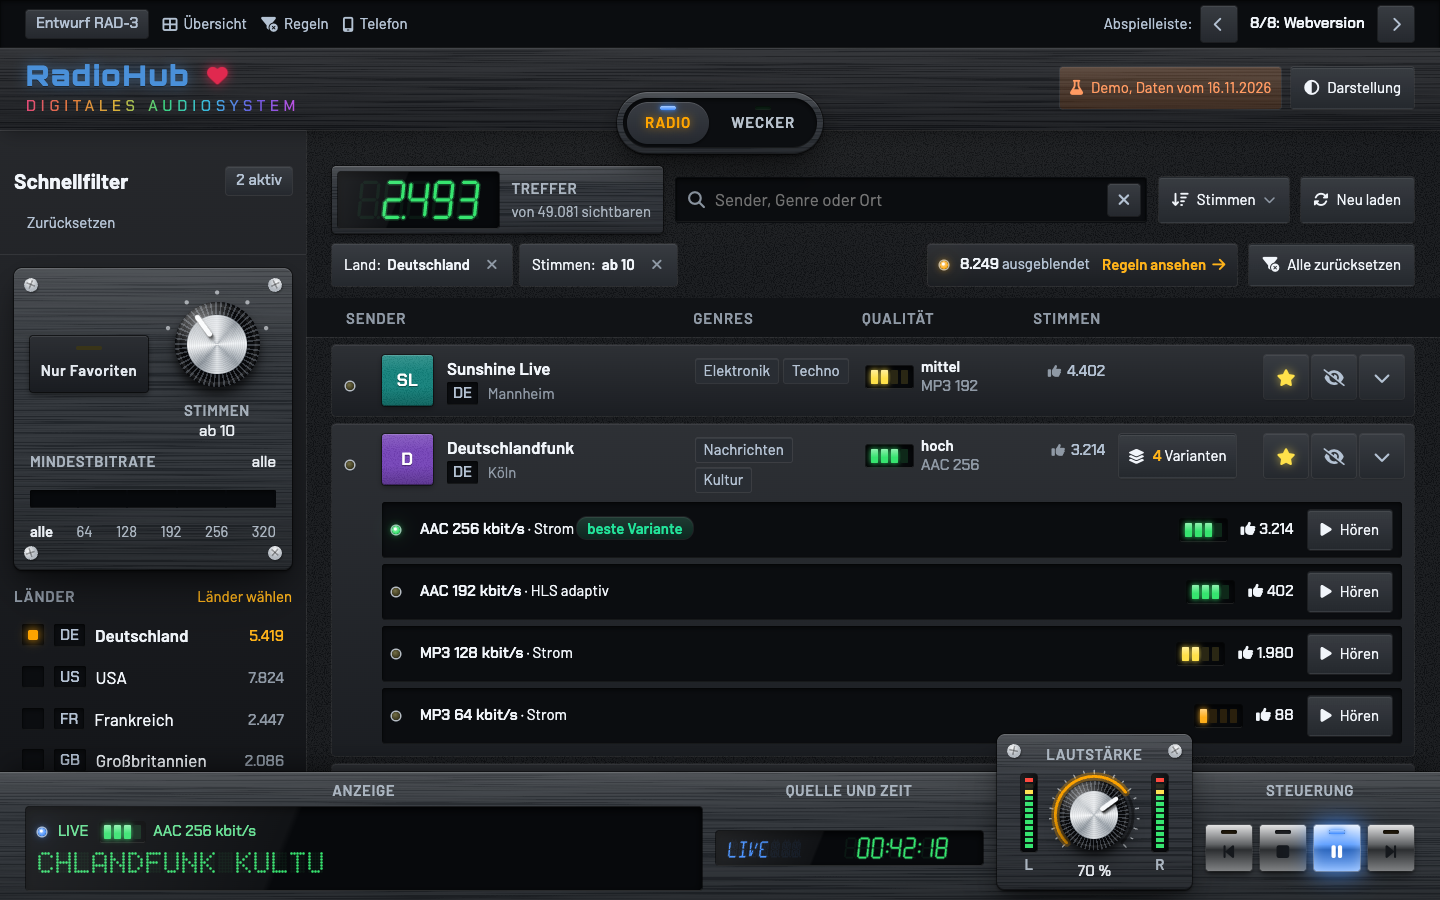 Entwurf RAD-3 Übersicht Regeln Telefon Abspielleiste: 8/8: Webversion
RadioHub
DIGITALES AUDIOSYSTEM
Demo, Daten vom 16.11.2026 Darstellung
RADIO WECKER
Schnellfilter 2 aktiv
Zurücksetzen
2.493 TREFFER
von 49.081 sichtbaren
Sender, Genre oder Ort
Stimmen Neu laden
Land: Deutschland Stimmen: ab 10
8.249 ausgeblendet Regeln ansehen Alle zurücksetzen
Nur Favoriten
STIMMEN
ab 10
MINDESTBITRATE alle
alle 64 128 192 256 320
LÄNDER Länder wählen
DE Deutschland 5.419
US USA 7.824
FR Frankreich 2.447
GB Großbritannien 2.086
SENDER GENRES QUALITÄT STIMMEN
SL Sunshine Live Elektronik Techno mittel 4.402
DE Mannheim MP3 192
D Deutschlandfunk Nachrichten hoch 3.214 4 Varianten
DE Köln Kultur AAC 256
AAC 256 kbit/s · Strom beste Variante 3.214 Hören
AAC 192 kbit/s · HLS adaptiv 402 Hören
MP3 128 kbit/s · Strom 1.980 Hören
MP3 64 kbit/s · Strom 88 Hören
ANZEIGE QUELLE UND ZEIT LAUTSTÄRKE STEUERUNG
LIVE AAC 256 kbit/s
CHLANDFUNK KULTU
LIVE 00:42:18
L 70 % R